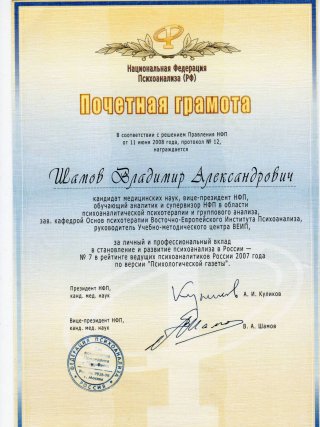 Национальная Федерация
Психоанализа (РФ)
Почетная грамота
В соответствии с решением Правления НФП
от 11 июня 2008 года, протокол № 12,
награждается
Шамов Владимир Александрович
кандидат медицинских наук, вице-президент НФП,
обучающий аналитик и супервизор НФП в области
психоаналитической психотерапии и группового анализа,
зав. кафедрой Основ психотерапии Восточно-Европейского Института Психоанализа,
руководитель Учебно-методического центра ВЕИП,
за личный и профессиональный вклад
в становление и развитие психоанализа в России —
№ 7 в рейтинге ведущих психоаналитиков России 2007 года
по версии "Психологической газеты".
Президент НФП,
канд. мед. наук
А. И. Куликов
Вице-президент НФП,
канд. мед. наук
В. А. Шамов